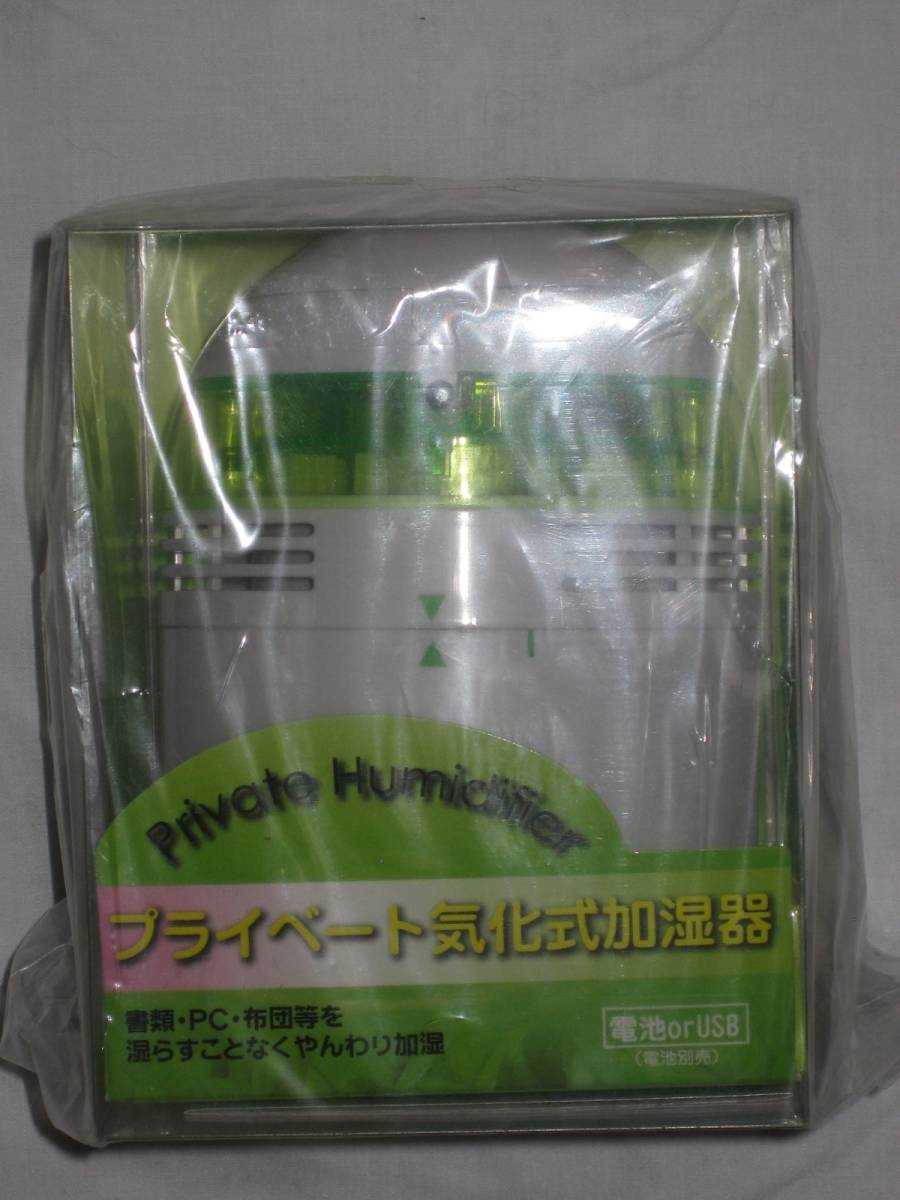 Private Humidifier
プライベート気化式加湿器
書類・PC・布団等を
湿らすことなくやんわり加湿
電池orUSB
(電池別売)